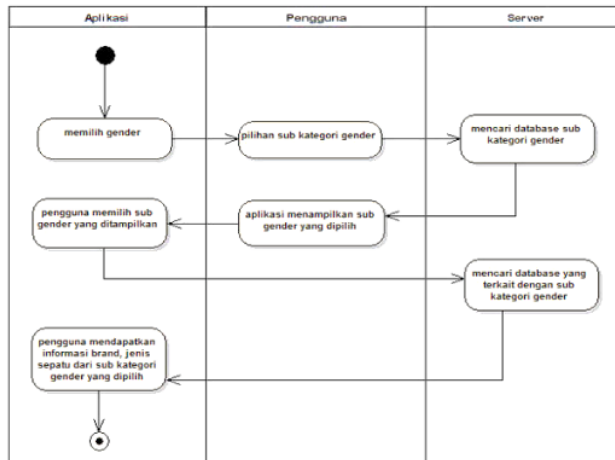 Aplikasi
Pengguna
Server
memilih gender
pilihan sub kategori gender
mencari database sub
kategori gender
pengguna memilih sub
gender yang ditampilkan
aplikasi menampilkan sub
gender yang dipilih
mencari database yang
terkait dengan sub
kategori gender
pengguna mendapatkan
informasi brand, jenis
sepatu dari sub kategori
gender yang dipilih